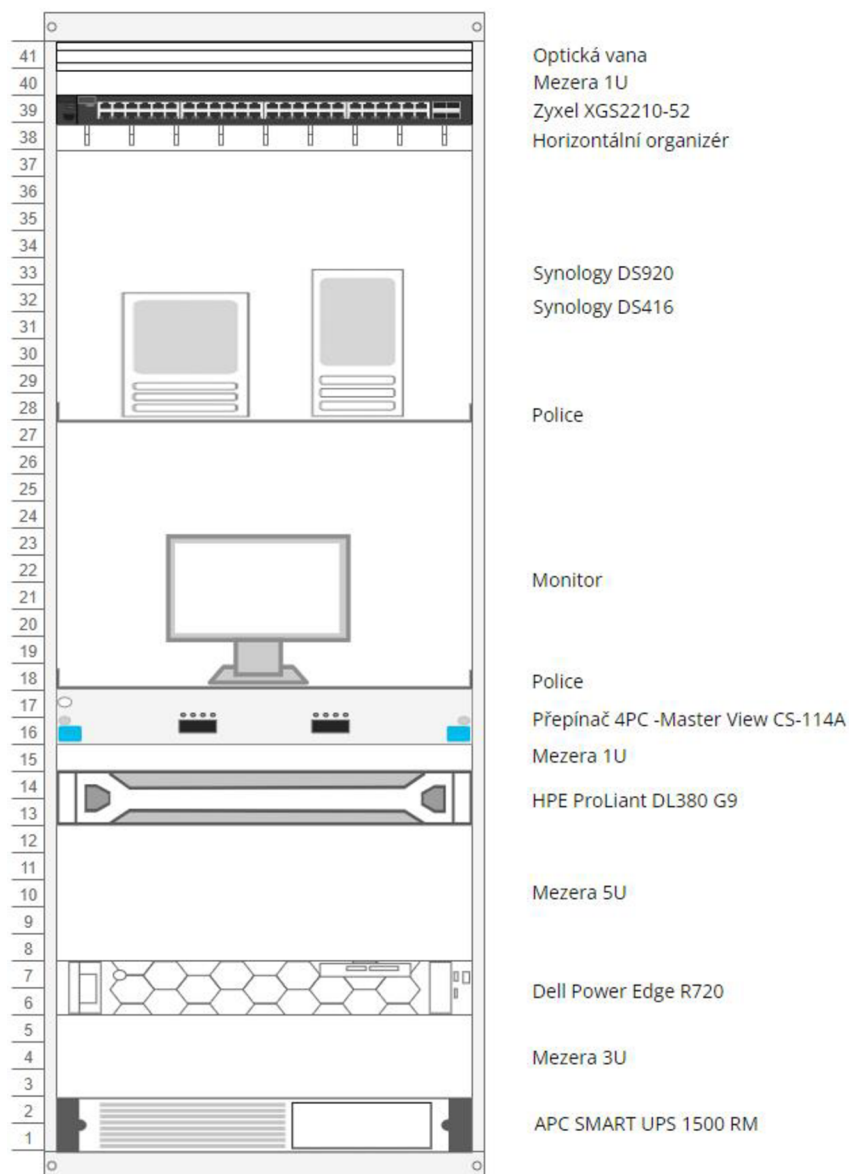 41 Optická vana
40 Mezera 1U
39 Zyxel XGS2210-52
38 Horizontální organizér
37
36
35
34
33 Synology DS920
32 Synology DS416
31
30
29
28 Police
27
26
25
24
23
22 Monitor
21
20
19
18 Police
17
16 Přepínač 4PC -Master View CS-114A
15 Mezera 1U
14 HPE ProLiant DL380 G9
13
12
11
10 Mezera 5U
9
8
7
6 Dell Power Edge R720
5
4 Mezera 3U
3
2 APC SMART UPS 1500 RM
1